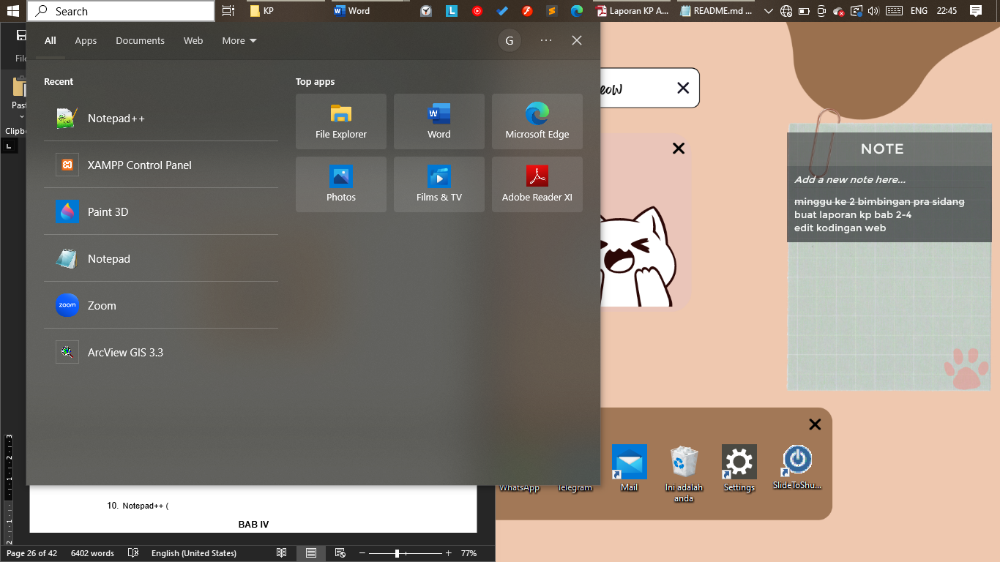 Search
KP
Word
Laporan KP A...
README.md ...
ENG
22:45
All
Apps
Documents
Web
More
G
Recent
Notepad++
XAMPP Control Panel
Paint 3D
Notepad
Zoom
ArcView GIS 3.3
Top apps
File Explorer
Word
Microsoft Edge
Photos
Films & TV
Adobe Reader XI
NOTE
Add a new note here...
minggu ke 2 bimbingan pra sidang
buat laporan kp bab 2-4
edit kodingan web
WhatsApp
Telegram
Mail
Ini adalah
anda
Settings
SlideToShu...
10. Notepad++ (
BAB IV
Page 26 of 42
6402 words
English (United States)
77%